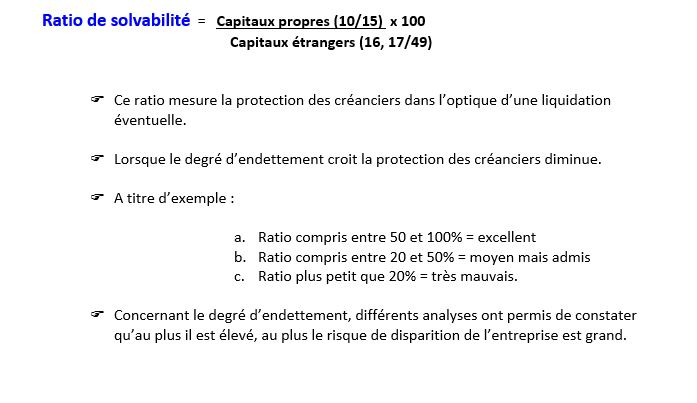 Ratio de solvabilité = Capitaux propres (10/15) x 100
Capitaux étrangers (16, 17/49)
☞ Ce ratio mesure la protection des créanciers dans l’optique d’une liquidation
éventuelle.
☞ Lorsque le degré d’endettement croit la protection des créanciers diminue.
☞ A titre d’exemple :
a. Ratio compris entre 50 et 100% = excellent
b. Ratio compris entre 20 et 50% = moyen mais admis
c. Ratio plus petit que 20% = très mauvais.
☞ Concernant le degré d’endettement, différents analyses ont permis de constater
qu’au plus il est élevé, au plus le risque de disparition de l’entreprise est grand.